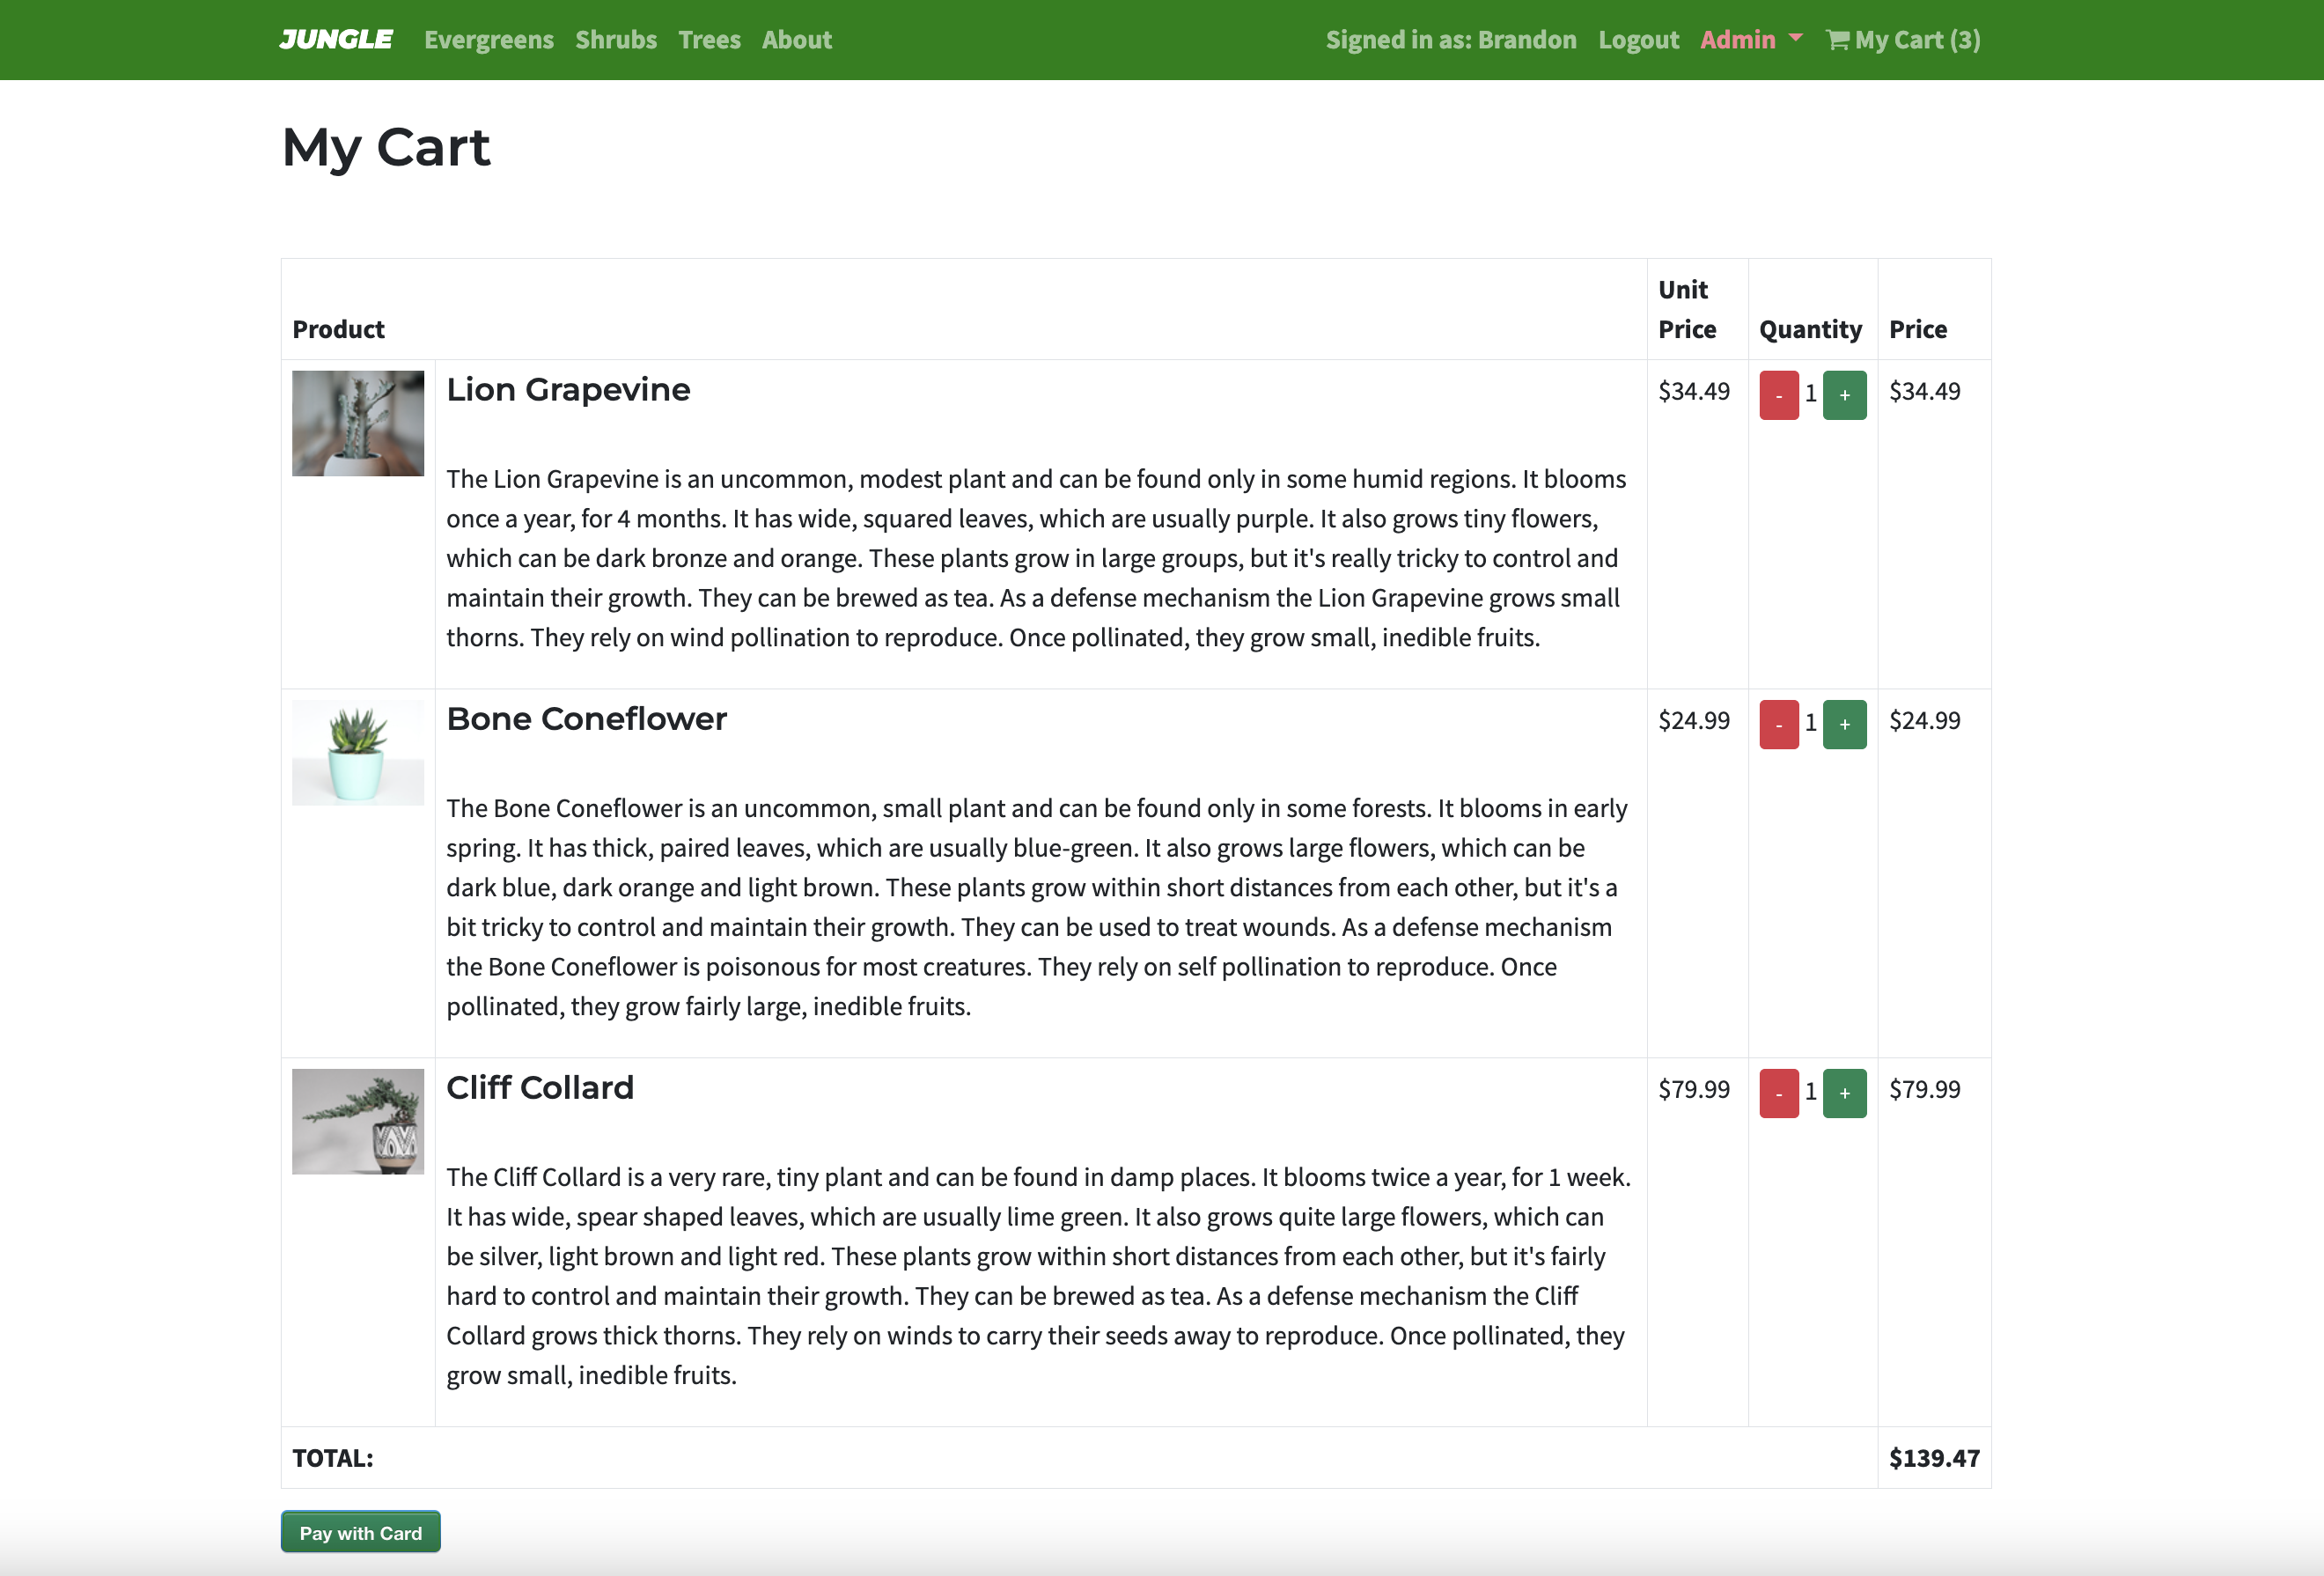 JUNGLE Evergreens Shrubs Trees About Signed in as: Brandon Logout Admin My Cart (3)
My Cart
Product Unit Price Quantity Price
Lion Grapevine $34.49 - 1 + $34.49
The Lion Grapevine is an uncommon, modest plant and can be found only in some humid regions. It blooms
once a year, for 4 months. It has wide, squared leaves, which are usually purple. It also grows tiny flowers,
which can be dark bronze and orange. These plants grow in large groups, but it's really tricky to control and
maintain their growth. They can be brewed as tea. As a defense mechanism the Lion Grapevine grows small
thorns. They rely on wind pollination to reproduce. Once pollinated, they grow small, inedible fruits.
Bone Coneflower $24.99 - 1 + $24.99
The Bone Coneflower is an uncommon, small plant and can be found only in some forests. It blooms in early
spring. It has thick, paired leaves, which are usually blue-green. It also grows large flowers, which can be
dark blue, dark orange and light brown. These plants grow within short distances from each other, but it's a
bit tricky to control and maintain their growth. They can be used to treat wounds. As a defense mechanism
the Bone Coneflower is poisonous for most creatures. They rely on self pollination to reproduce. Once
pollinated, they grow fairly large, inedible fruits.
Cliff Collard $79.99 - 1 + $79.99
The Cliff Collard is a very rare, tiny plant and can be found in damp places. It blooms twice a year, for 1 week.
It has wide, spear shaped leaves, which are usually lime green. It also grows quite large flowers, which can
be silver, light brown and light red. These plants grow within short distances from each other, but it's fairly
hard to control and maintain their growth. They can be brewed as tea. As a defense mechanism the Cliff
Collard grows thick thorns. They rely on winds to carry their seeds away to reproduce. Once pollinated, they
grow small, inedible fruits.
TOTAL: $139.47
Pay with Card